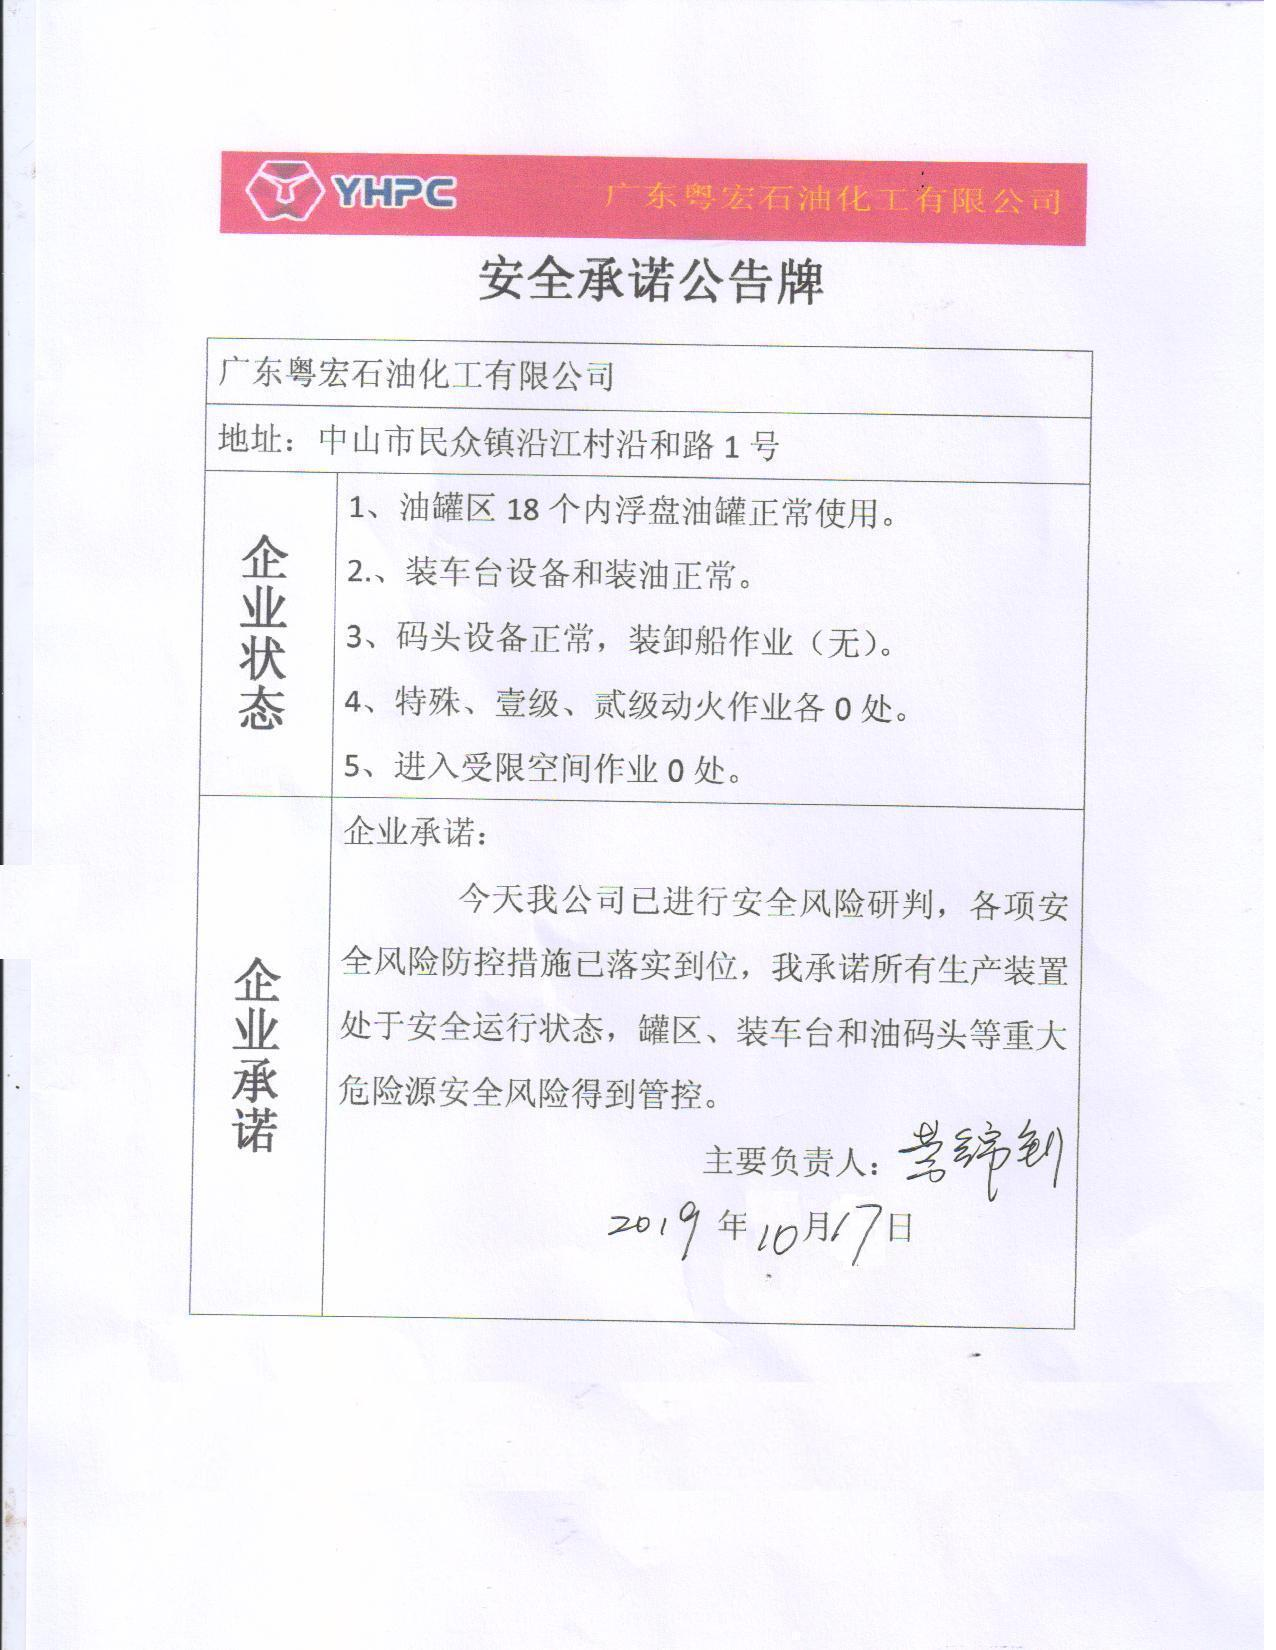 YHPC 广东粤宏石油化工有限公司
安全承诺公告牌
广东粤宏石油化工有限公司
地址：中山市民众镇沿江村沿和路 1 号
企业状态
1、油罐区 18 个内浮盘油罐正常使用。
2.、装车台设备和装油正常。
3、码头设备正常，装卸船作业（无）。
4、特殊、壹级、贰级动火作业各 0 处。
5、进入受限空间作业 0 处。
企业承诺
企业承诺：
今天我公司已进行安全风险研判，各项安
全风险防控措施已落实到位，我承诺所有生产装置
处于安全运行状态，罐区、装车台和油码头等重大
危险源安全风险得到管控。
主要负责人：
2019 年 10 月 17 日